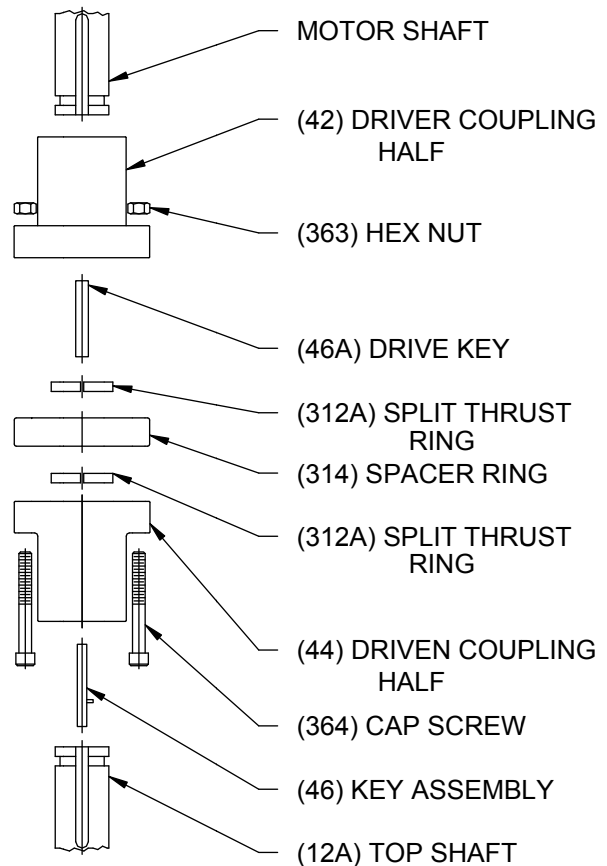 MOTOR SHAFT
(42) DRIVER COUPLING
HALF
(363) HEX NUT
(46A) DRIVE KEY
(312A) SPLIT THRUST
RING
(314) SPACER RING
(312A) SPLIT THRUST
RING
(44) DRIVEN COUPLING
HALF
(364) CAP SCREW
(46) KEY ASSEMBLY
(12A) TOP SHAFT